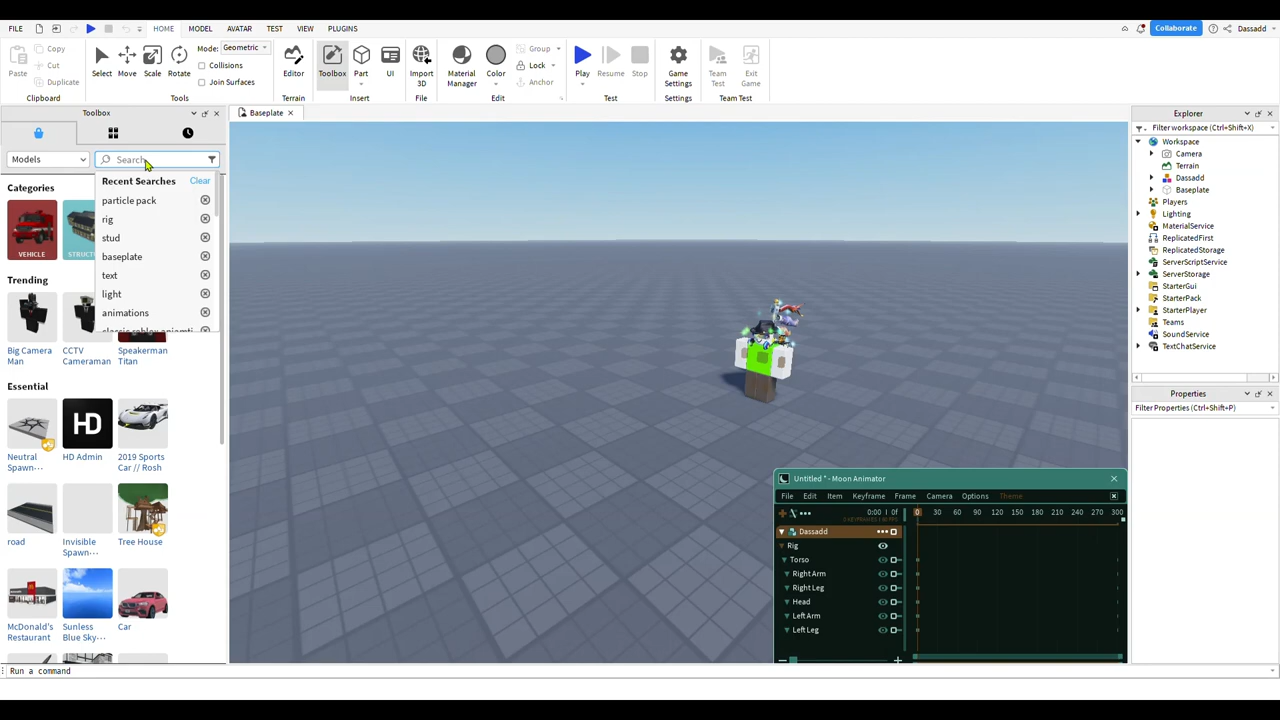 FILE HOME MODEL AVATAR TEST VIEW PLUGINS Collaborate Dassadd
Paste Copy Cut Duplicate Select Move Scale Rotate Mode: Geometric Collisions Join Surfaces Editor Toolbox Part UI Import 3D Material Manager Color Group Lock Anchor Play Resume Stop Game Settings Team Test Exit Game
Clipboard Tools Terrain Insert File Edit Test Settings Team Test
Toolbox
Models Search
Recent Searches Clear
particle pack
rig
stud
baseplate
text
light
animations
Categories
VEHICLE
Trending
Big Camera Man
CCTV Cameraman
Speakerman Titan
Essential
Neutral Spawn···
HD Admin
2019 Sports Car // Rosh
road
Invisible Spawn···
Tree House
McDonald's Restaurant
Sunless Blue Sky···
Car
Baseplate
Untitled * - Moon Animator
File Edit Item Keyframe Frame Camera Options Theme
0:00 | 0f 0 30 60 90 120 150 180 210 240 270 300
Dassadd
Rig
Torso
Right Arm
Right Leg
Head
Left Arm
Left Leg
Explorer
Filter workspace (Ctrl+Shift+X)
Workspace
Camera
Terrain
Dassadd
Baseplate
Players
Lighting
MaterialService
ReplicatedFirst
ReplicatedStorage
ServerScriptService
ServerStorage
StarterGui
StarterPack
StarterPlayer
Teams
SoundService
TextChatService
Properties
Filter Properties (Ctrl+Shift+P)
Run a command